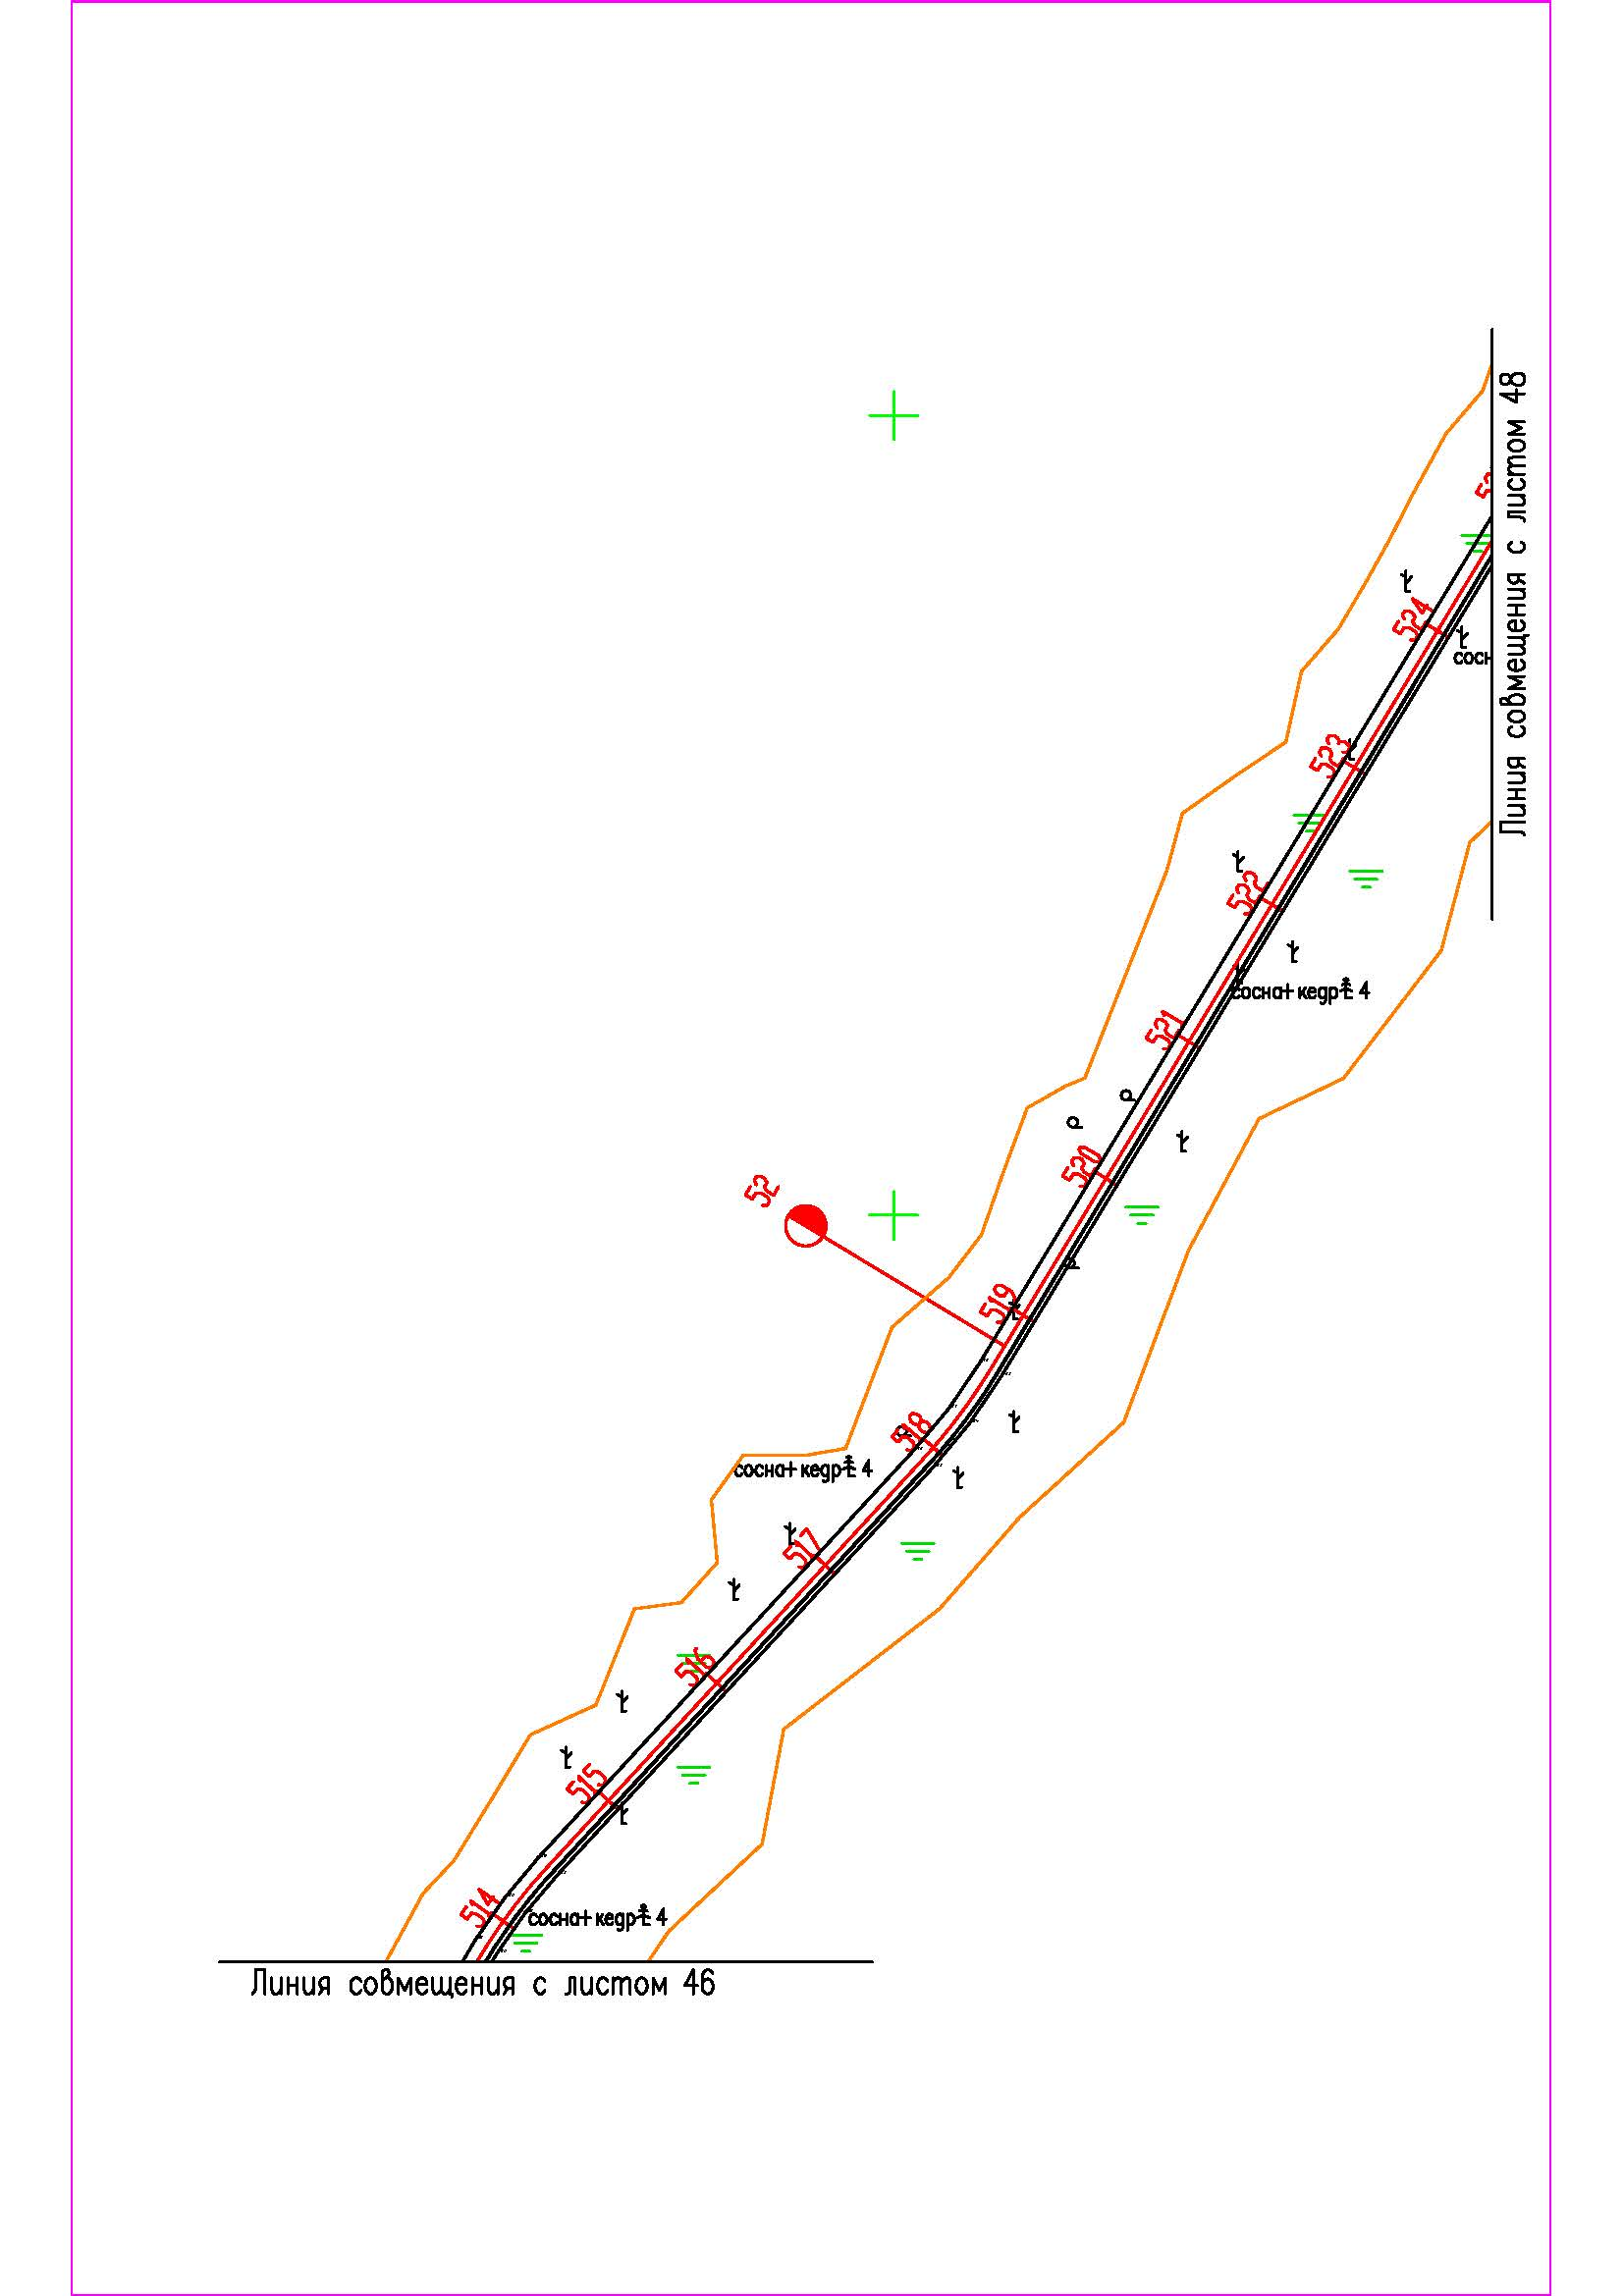 Линия совмещения с листом 48
524
сосн
523
522
сосна+кедр 4
521
520
52
519
518
сосна+кедр 4
517
516
515
514
сосна+кедр 4
Линия совмещения с листом 46